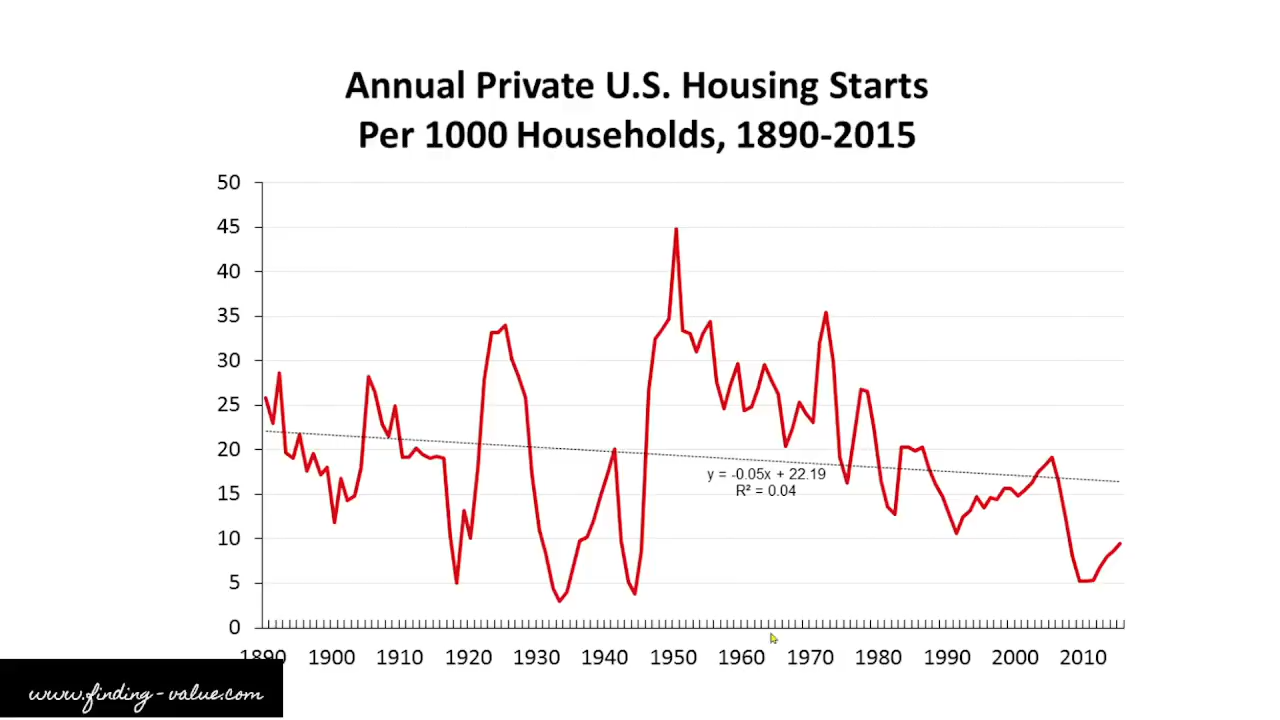 Annual Private U.S. Housing Starts
Per 1000 Households, 1890-2015
50
45
40
35
30
25
20
15
10
5
0
y = -0.05x + 22.19
R² = 0.04
1890 1900 1910 1920 1930 1940 1950 1960 1970 1980 1990 2000 2010
www.finding-value.com